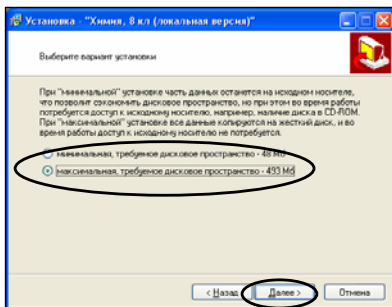 Установка - "Химия, 8 кл (локальная версия)"
Выберите вариант установки
При "минимальной" установке часть данных останется на исходном носителе,
что позволит сэкономить дисковое пространство, но при этом во время работы
потребуется доступ к исходному носителю, например, наличие диска в CD-ROM.
При "максимальной" установке все данные копируются на жесткий диск, и во
время работы доступ к исходному носителю не потребуется.
минимальная, требуемое дисковое пространство - 48 Мб
максимальная, требуемое дисковое пространство - 493 Мб
< Назад Далее > Отмена